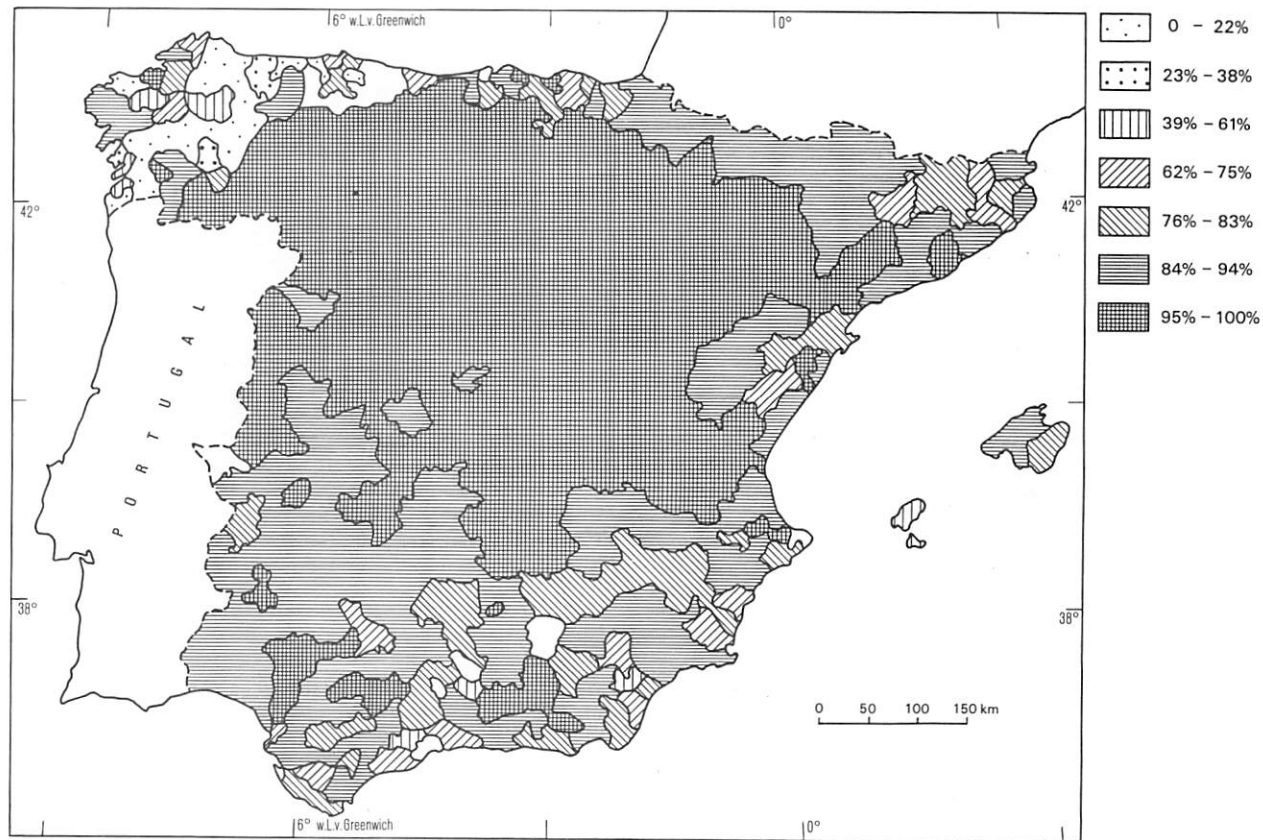 6° w.L.v. Greenwich
0°
0 – 22%
23% – 38%
39% – 61%
62% – 75%
76% – 83%
84% – 94%
95% – 100%
42°
42°
PORTUGAL
38°
38°
0 50 100 150 km
6° w.L.v. Greenwich
0°